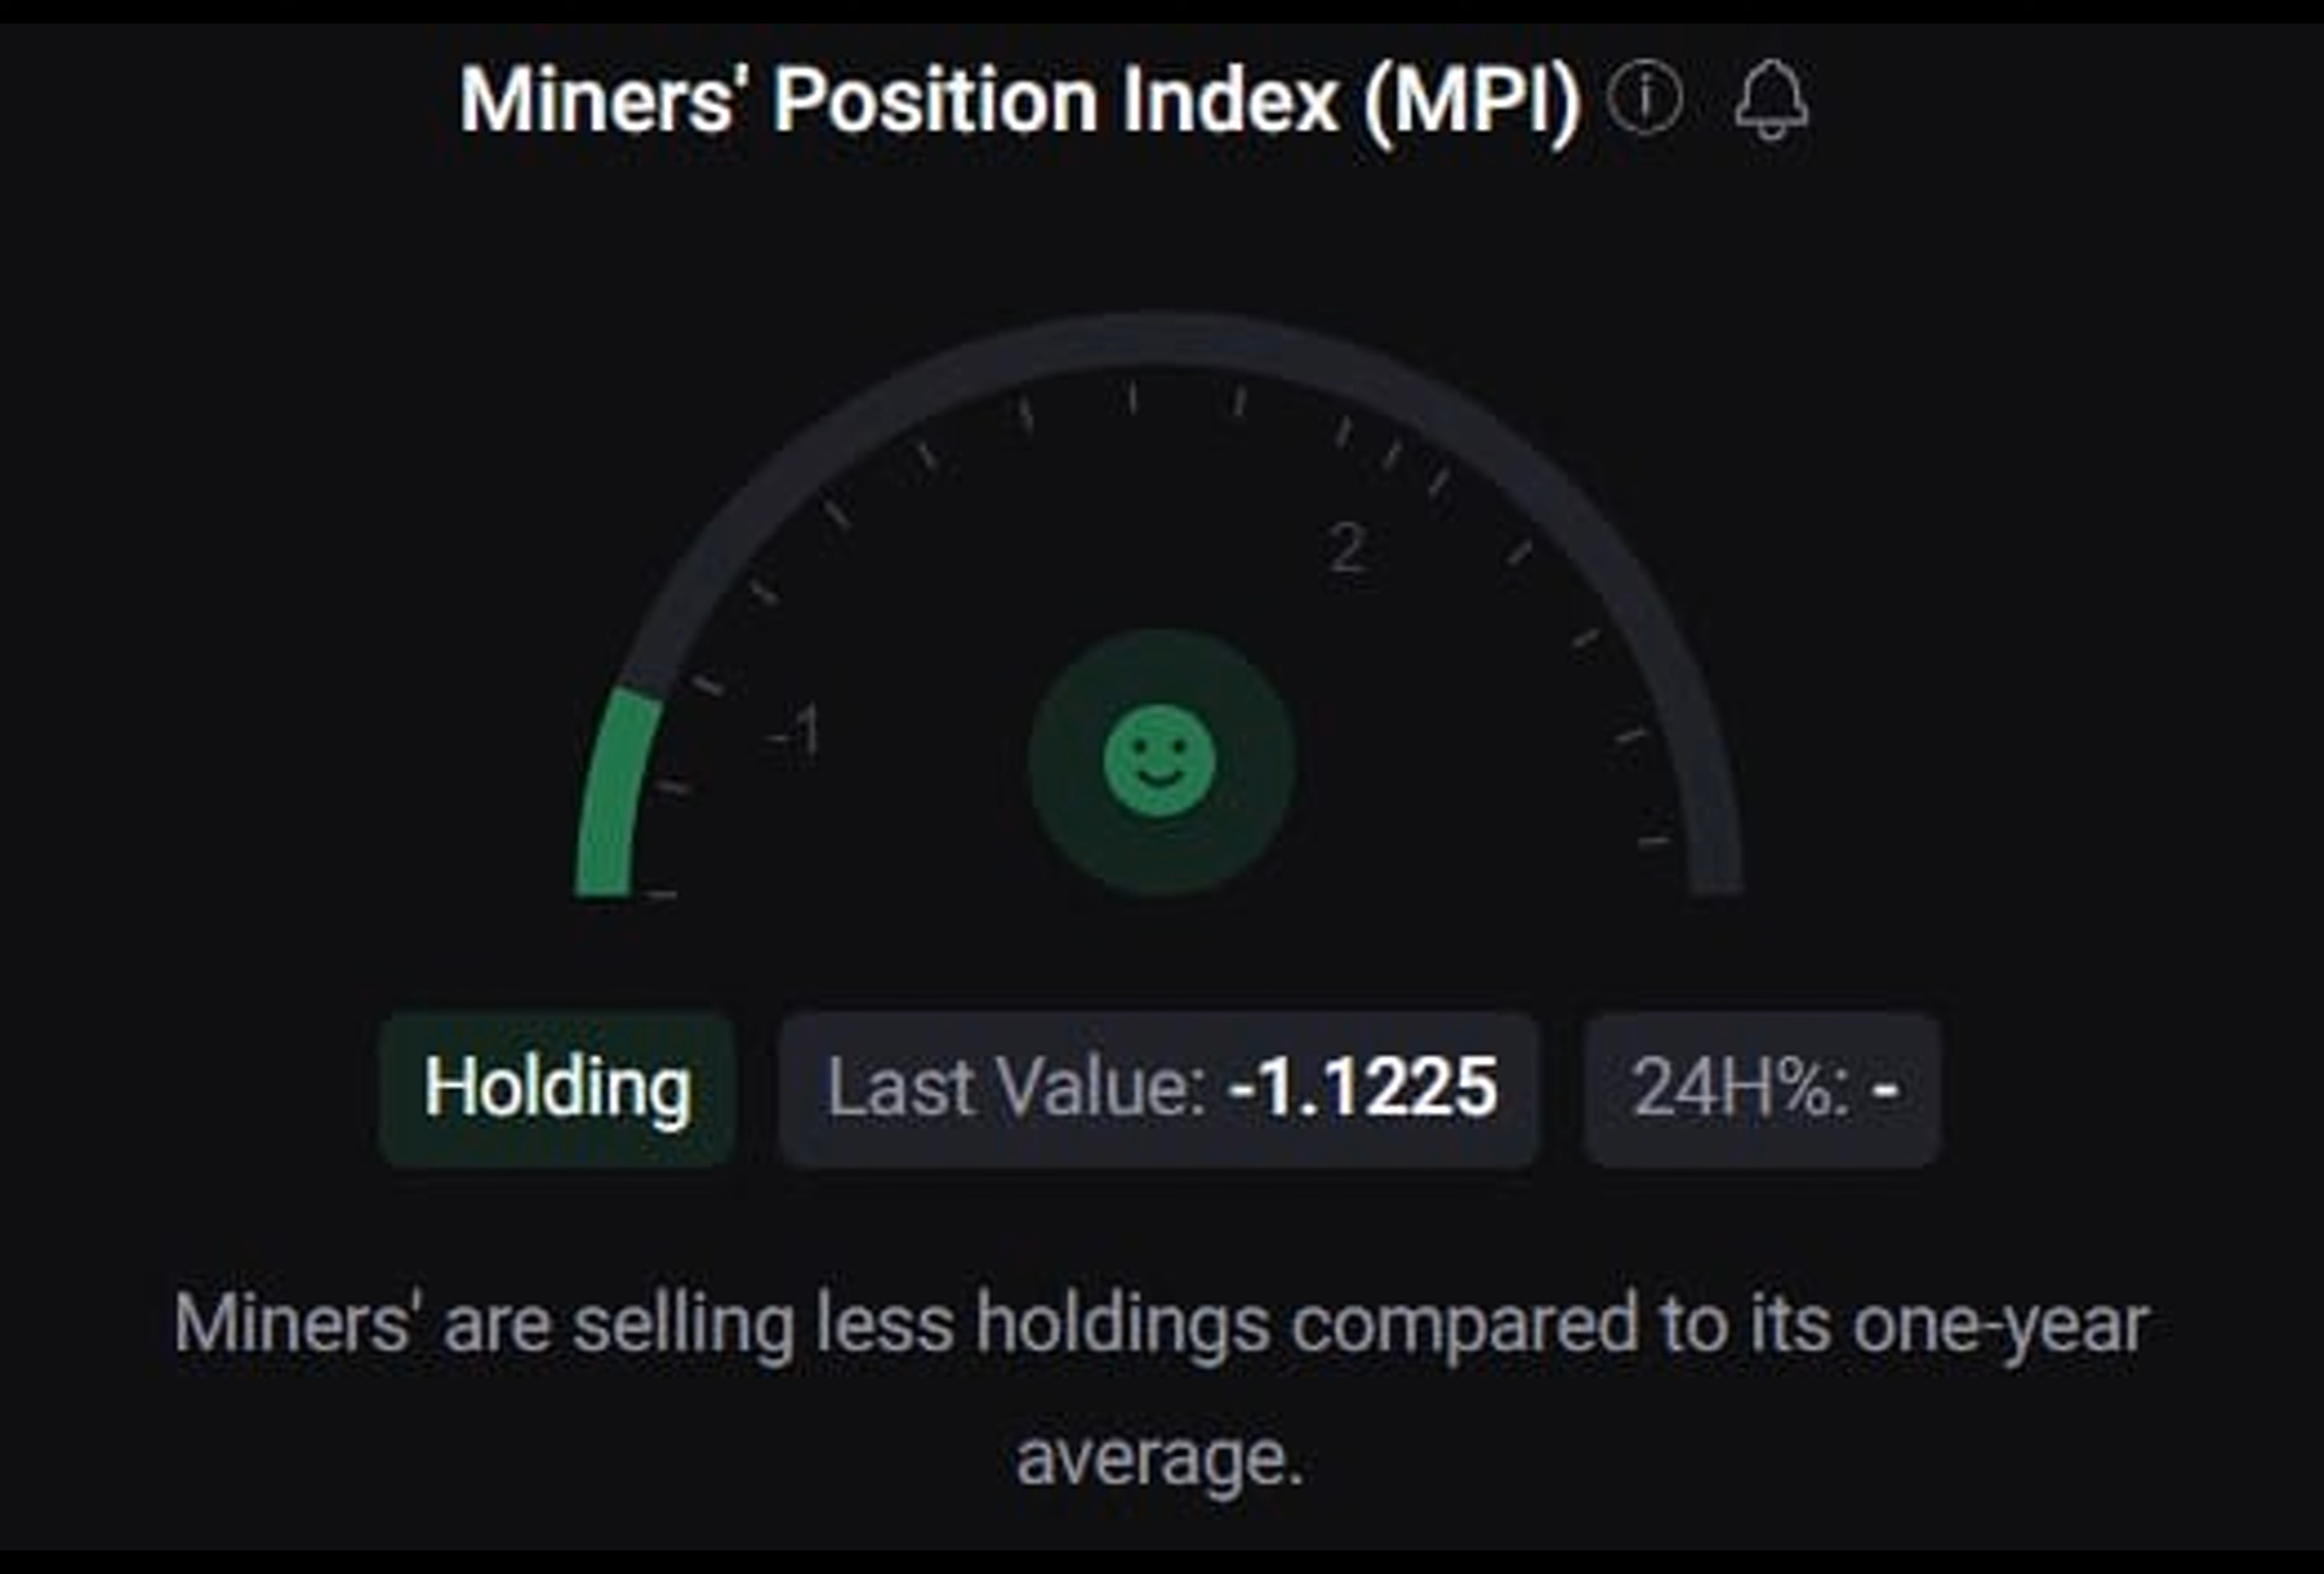 Miners' Position Index (MPI)
2
-1
Holding
Last Value: -1.1225
24H%: -
Miners' are selling less holdings compared to its one-year
average.